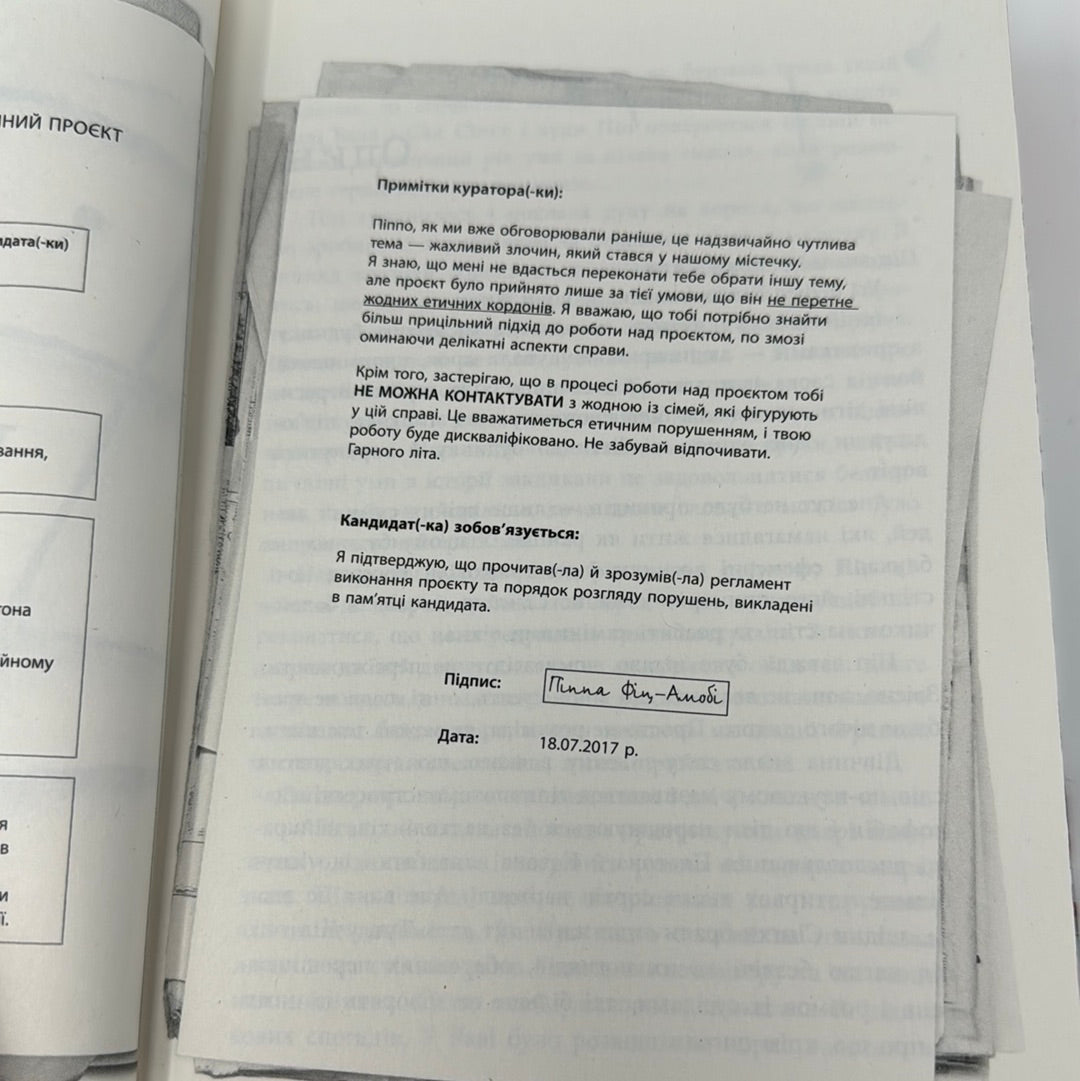 НИЙ ПРОЄКТ
дата(-ки)
вання,
гона
йному
я
в
и
ї.
Примітки куратора(-ки):
Піппо, як ми вже обговорювали раніше, це надзвичайно чутлива
тема — жахливий злочин, який стався у нашому містечку.
Я знаю, що мені не вдасться переконати тебе обрати іншу тему,
але проєкт було прийнято лише за тієї умови, що він не перетне
жодних етичних кордонів. Я вважаю, що тобі потрібно знайти
більш прицільний підхід до роботи над проєктом, по змозі
оминаючи делікатні аспекти справи.
Крім того, застерігаю, що в процесі роботи над проєктом тобі
НЕ МОЖНА КОНТАКТУВАТИ з жодною із сімей, які фігурують
у цій справі. Це вважатиметься етичним порушенням, і твою
роботу буде дискваліфіковано. Не забувай відпочивати.
Гарного літа.
Кандидат(-ка) зобов’язується:
Я підтверджую, що прочитав(-ла) й зрозумів(-ла) регламент
виконання проєкту та порядок розгляду порушень, викладені
в пам’ятці кандидата.
Підпис: Піппа Фіц-Амобі
Дата: 18.07.2017 р.